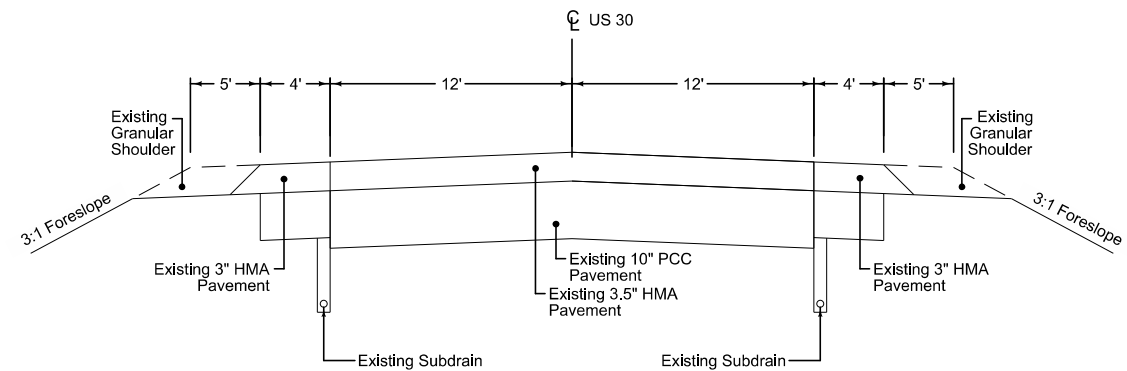 ℄ US 30
5'
4'
12'
12'
4'
5'
Existing
Granular
Shoulder
Existing
Granular
Shoulder
3:1 Foreslope
3:1 Foreslope
Existing 3" HMA
Pavement
Existing 10" PCC
Pavement
Existing 3" HMA
Pavement
Existing 3.5" HMA
Pavement
Existing Subdrain
Existing Subdrain